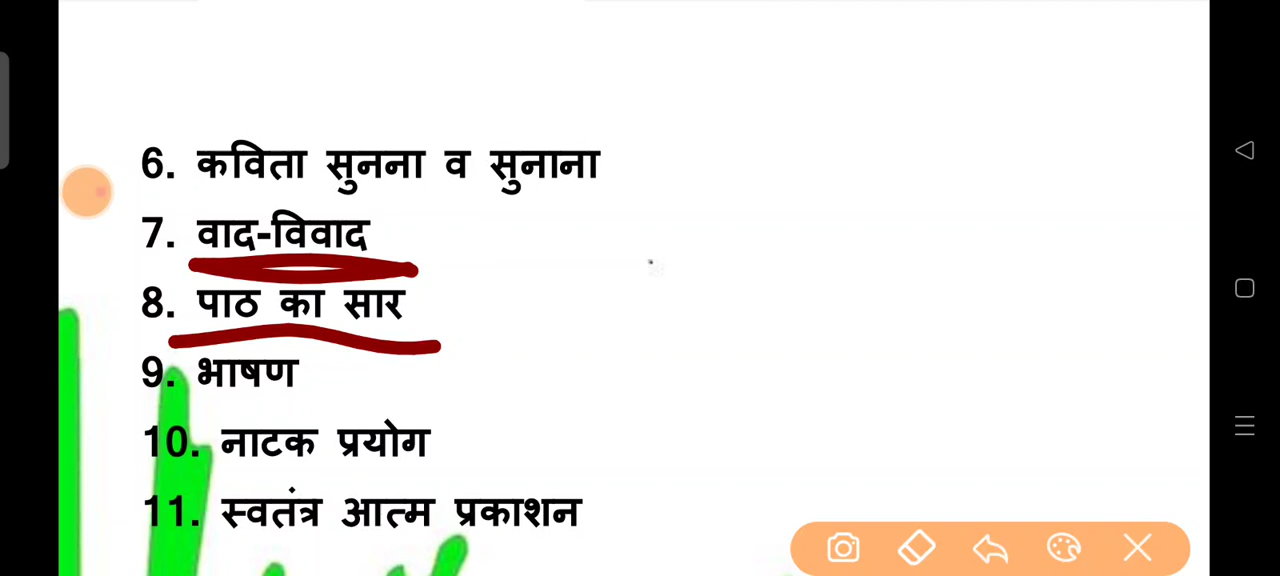 6. कविता सुनना व सुनाना
7. वाद-विवाद
8. पाठ का सार
9. भाषण
10. नाटक प्रयोग
11. स्वतंत्र आत्म प्रकाशन